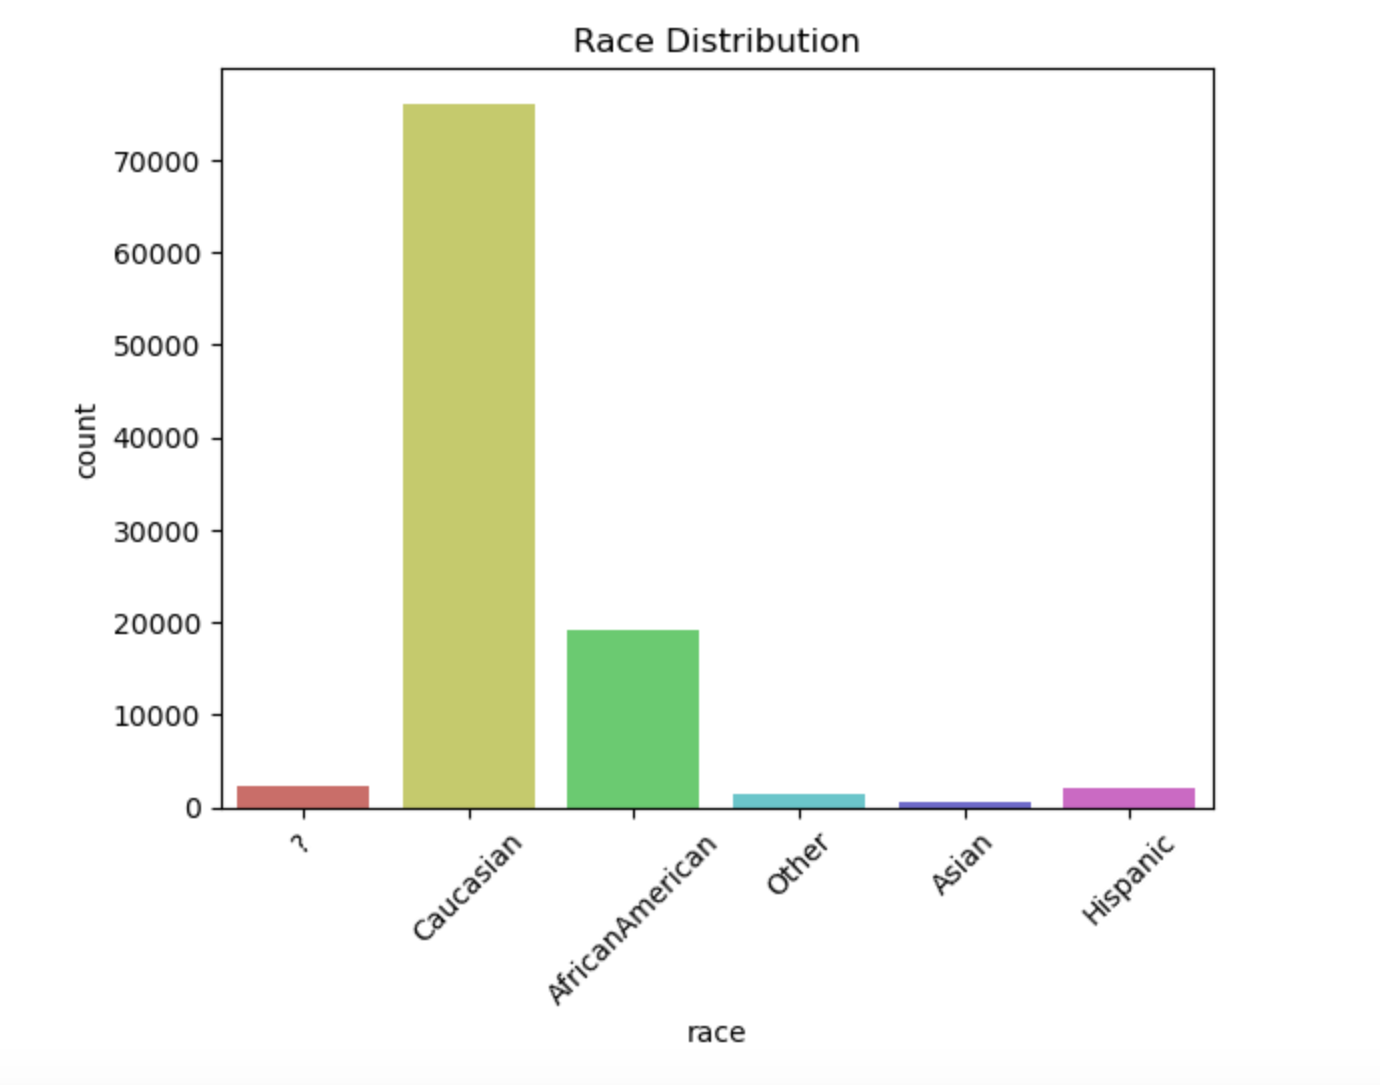 Race Distribution
70000
60000
50000
40000
30000
20000
10000
0
count
?
Caucasian
AfricanAmerican
Other
Asian
Hispanic
race